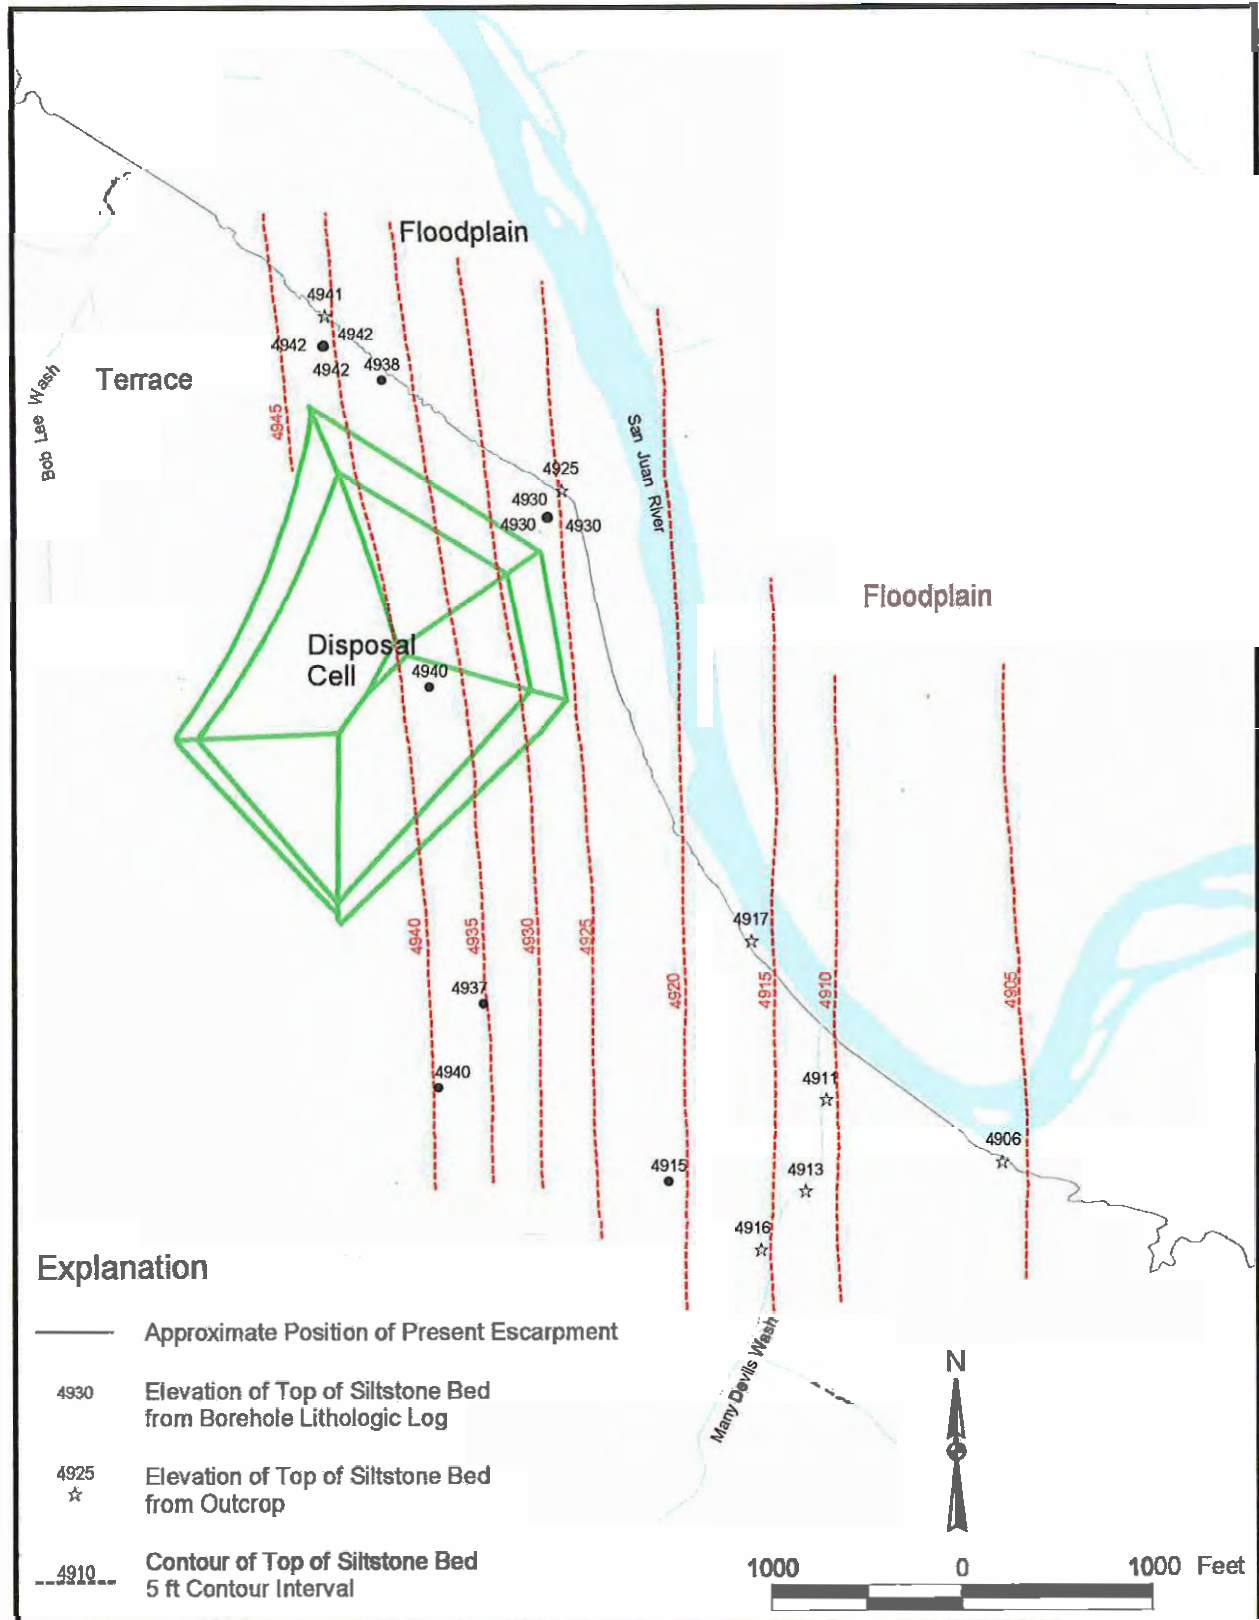 Floodplain
4941
4942
4942
4942
4938
Terrace
Bob Lee Wash
4945
San Juan River
4925
4930
4930
4930
Floodplain
Disposal
Cell
4940
4917
4940
4935
4930
4925
4920
4915
4910
4905
4937
4940
4911
4906
4915
4913
4916
Many Devils Wash
Explanation
Approximate Position of Present Escarpment
4930
Elevation of Top of Siltstone Bed
from Borehole Lithologic Log
4925
Elevation of Top of Siltstone Bed
from Outcrop
4910
Contour of Top of Siltstone Bed
5 ft Contour Interval
N
1000 0 1000 Feet